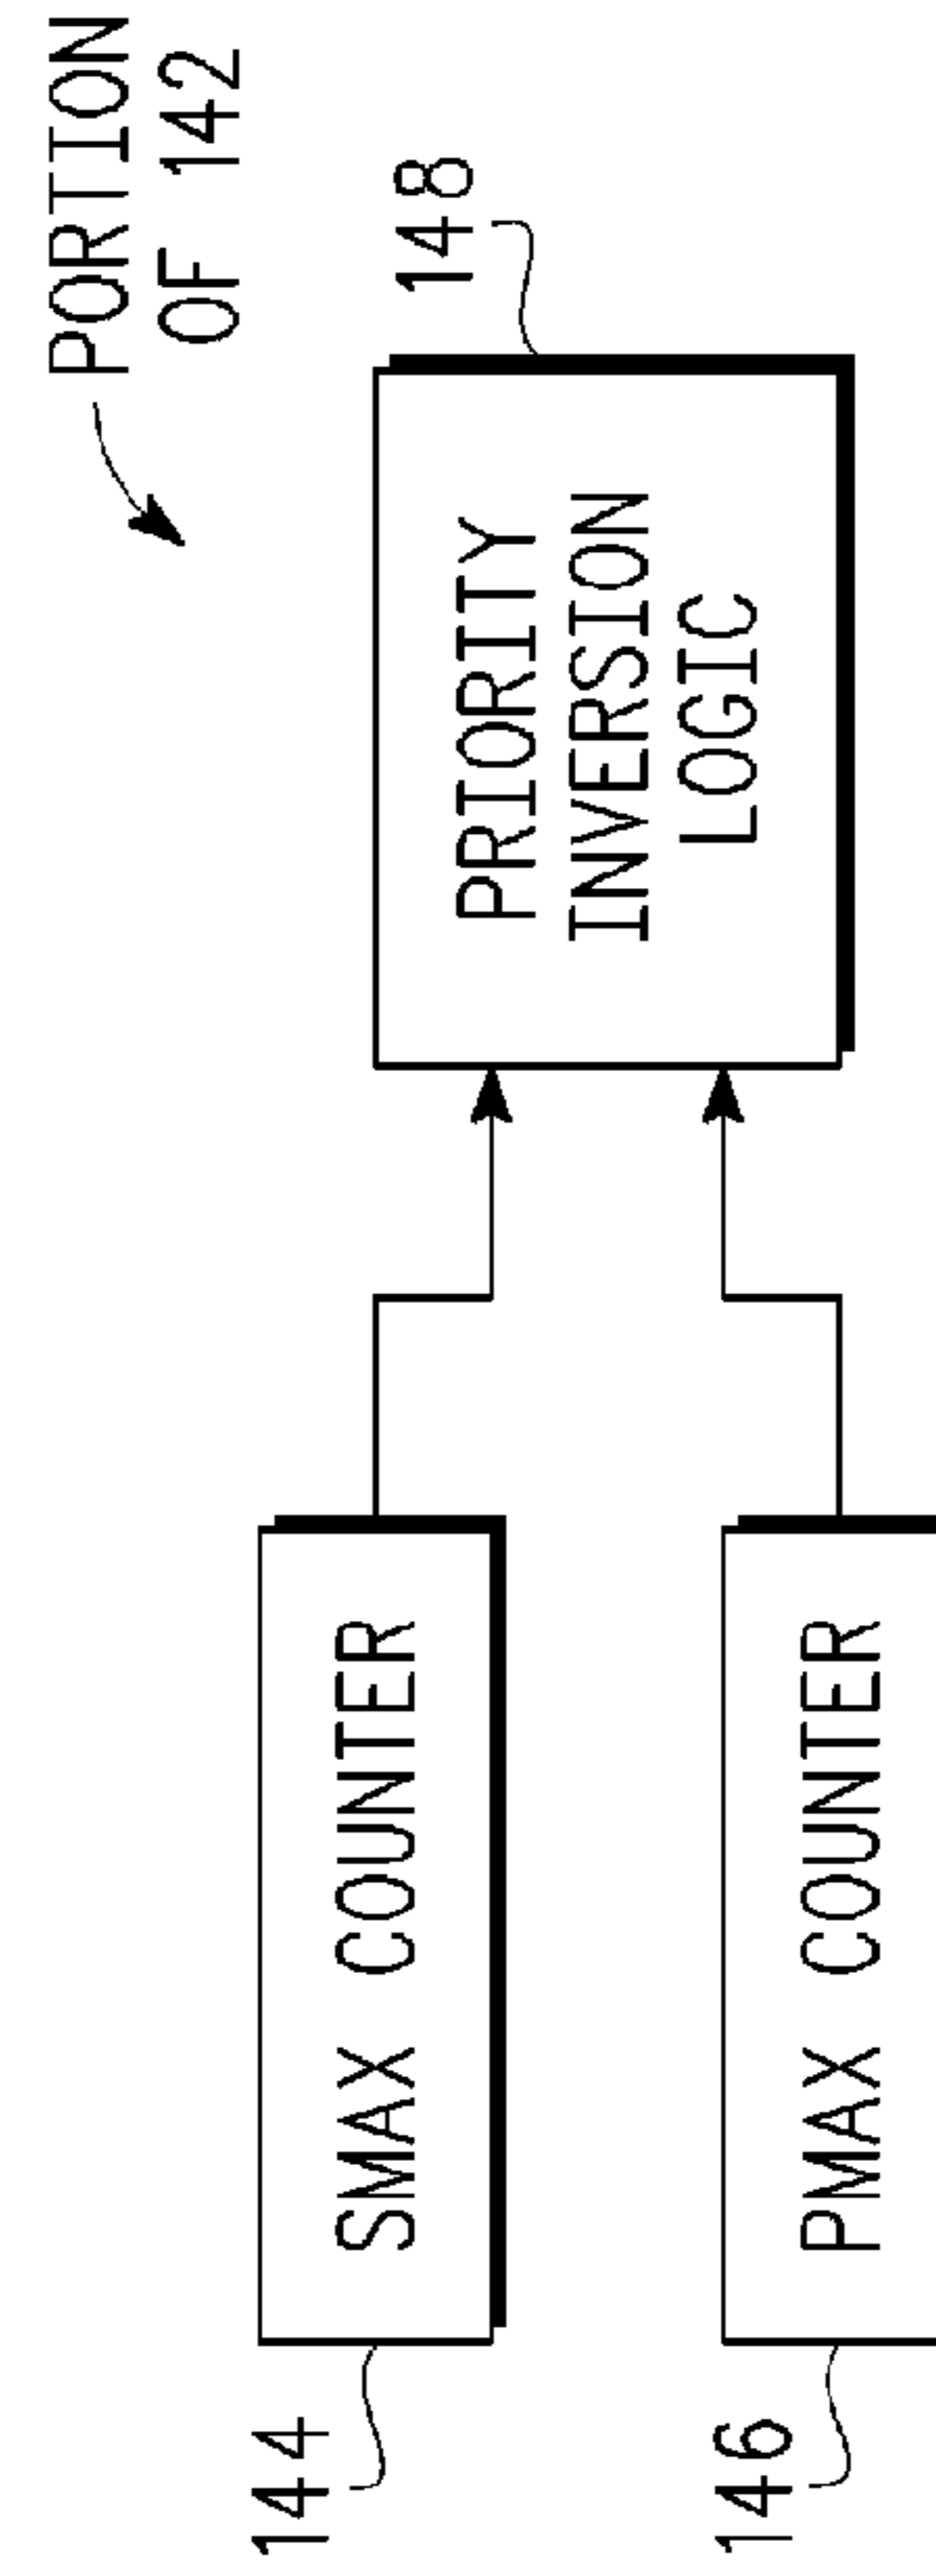 PORTION
OF 142
144
SMAX COUNTER
148
PRIORITY
INVERSION
LOGIC
146
PMAX COUNTER